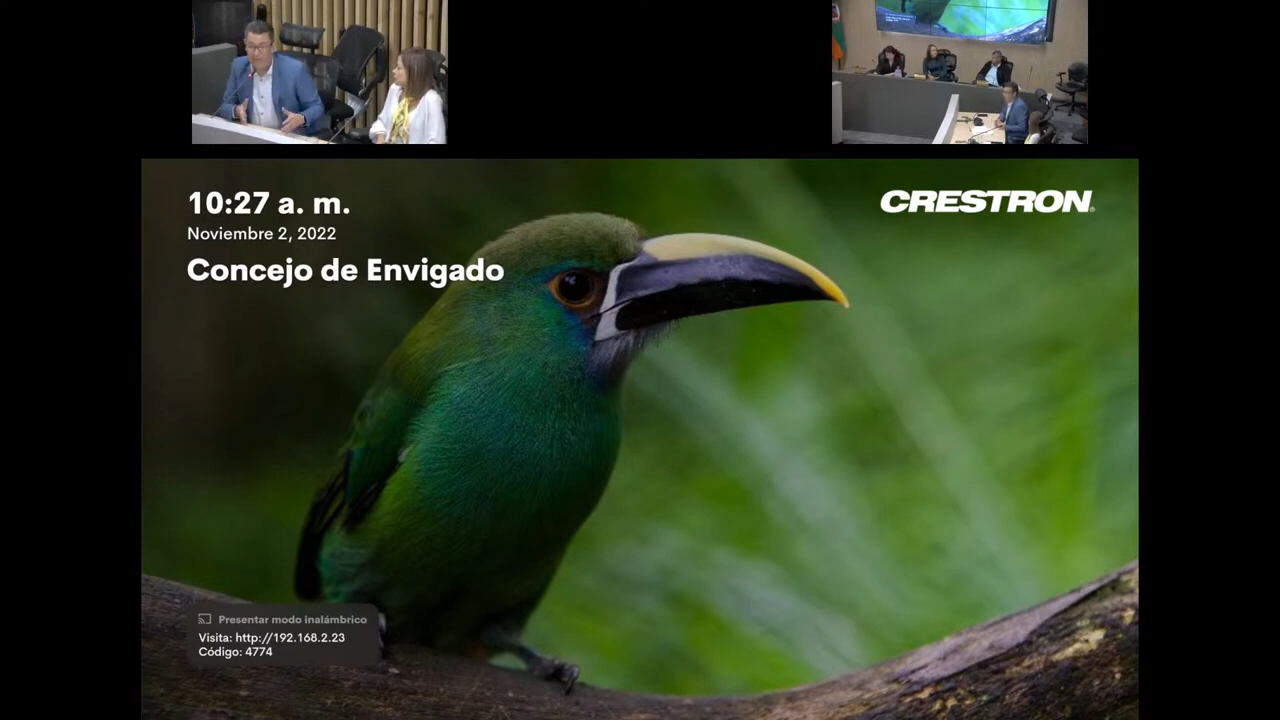 10:27 a. m.
Noviembre 2, 2022
Concejo de Envigado
CRESTRON
Presentar modo inalámbrico
Visita: http://192.168.2.23
Código: 4774